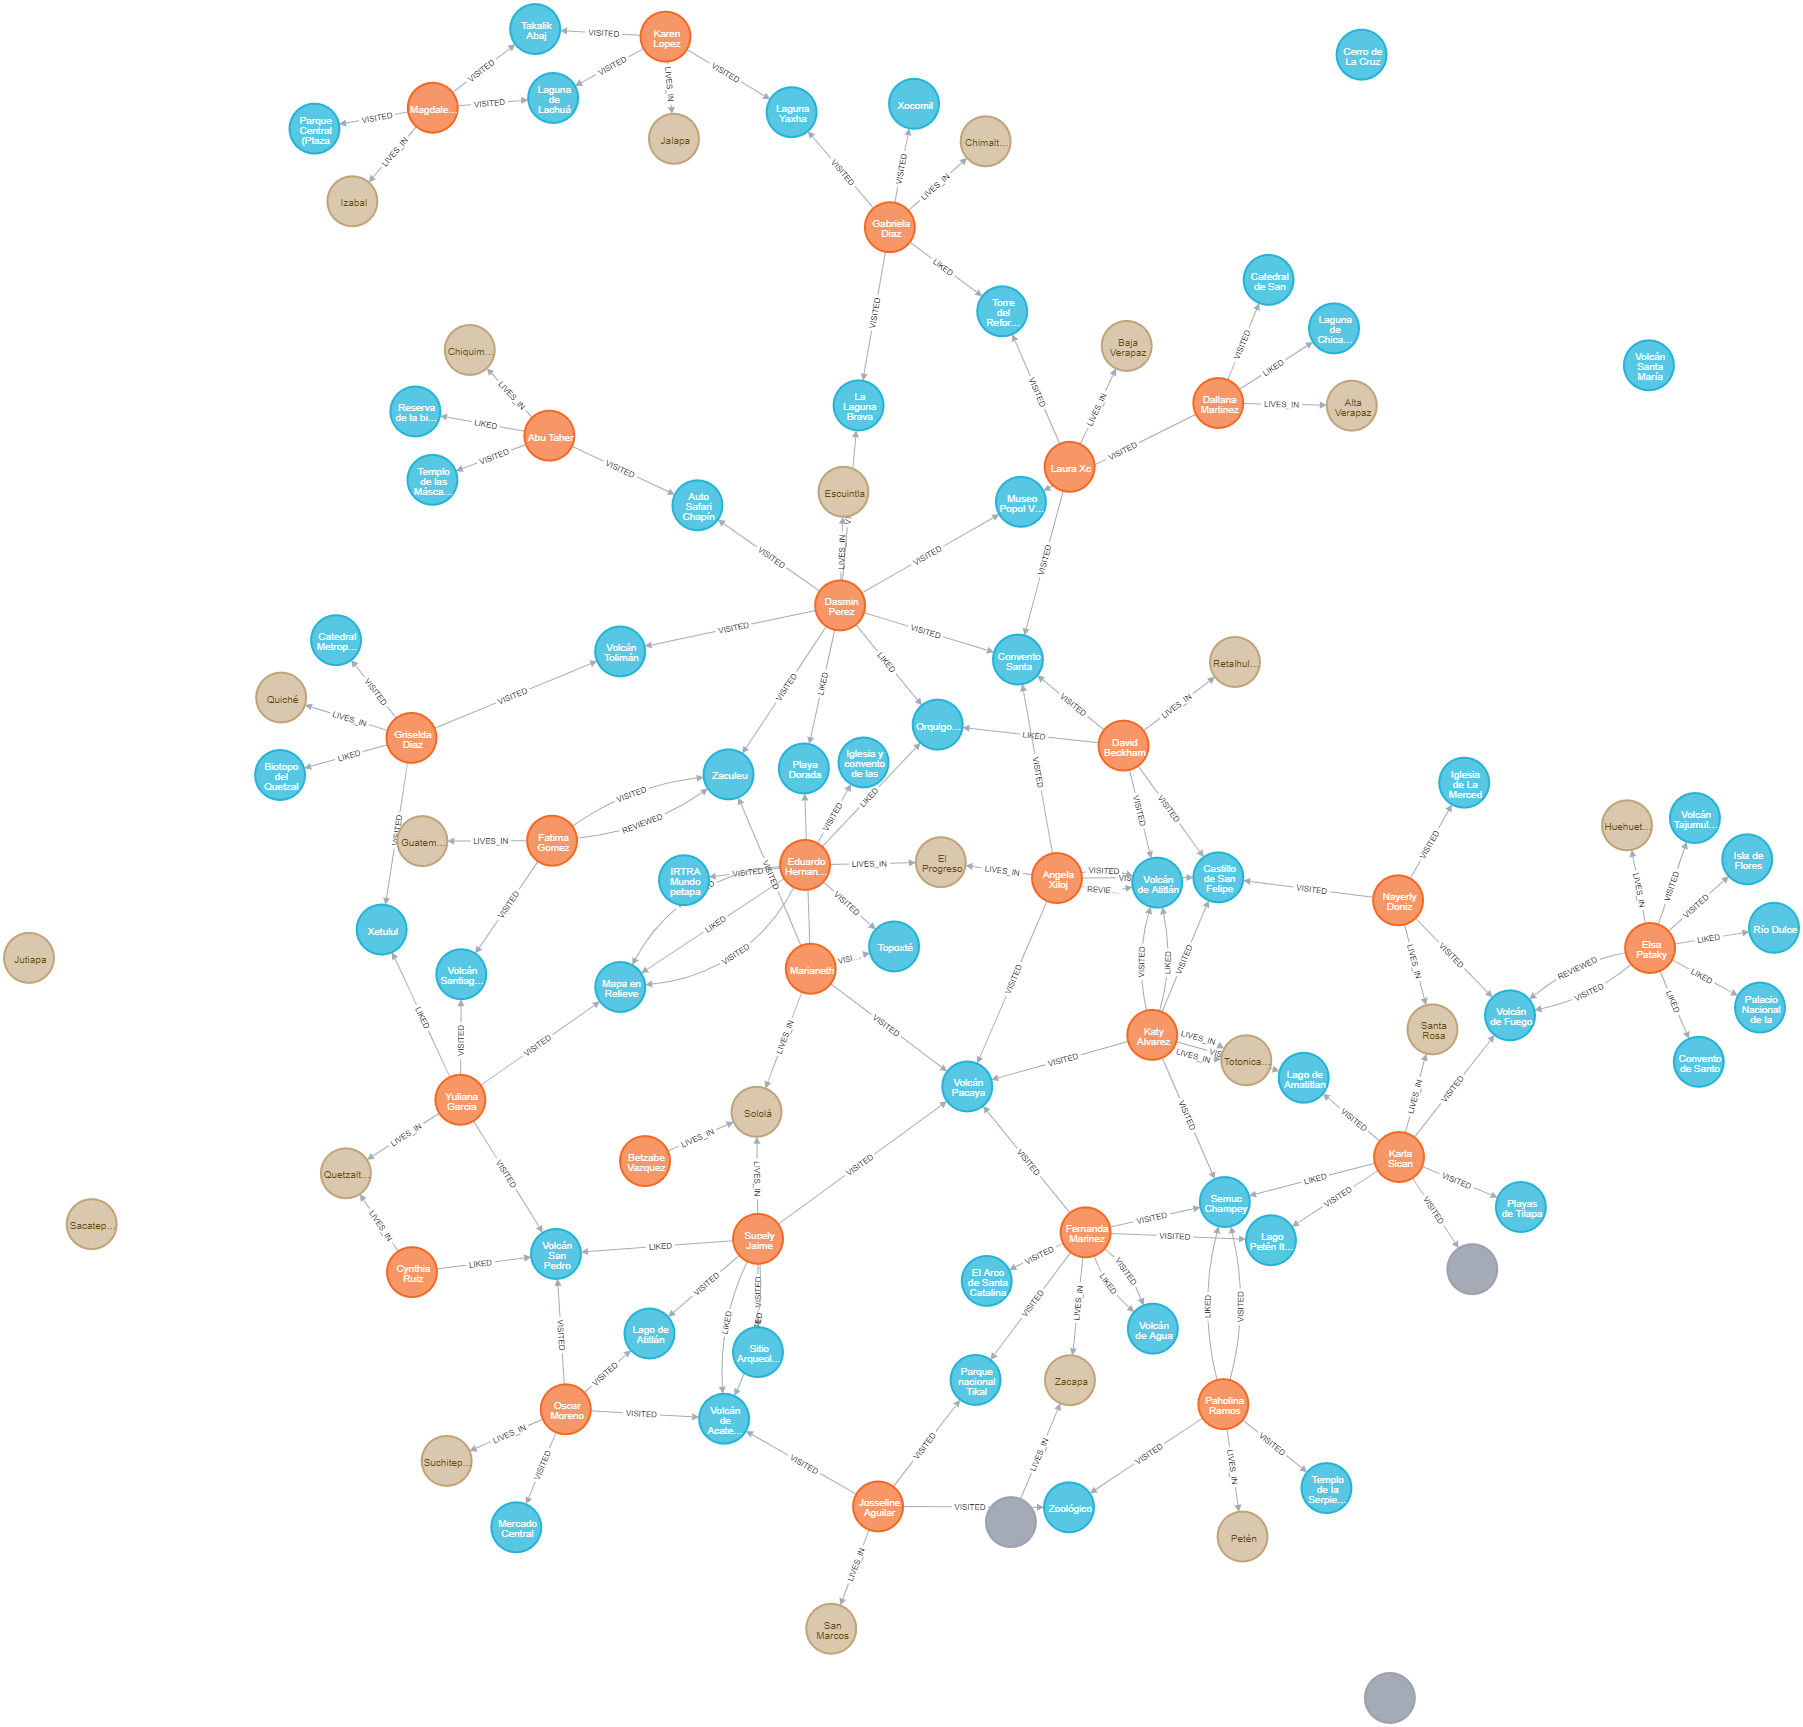 Takalik
Abaj
VISITED
Karen
Lopez
Cerro de
La Cruz
VISITED
VISITED
VISITED
LIVES_IN
Magdale...
VISITED
Laguna
de
Lachuá
Laguna
Yaxha
Xocomil
Parque
Central
(Plaza
VISITED
LIVES_IN
Jalapa
Chimalt...
VISITED
VISITED
LIVES_IN
Izabal
Gabriela
Diaz
LIKED
VISITED
Catedral
de San
Torre
del
Refor...
Laguna
de
Chica...
VISITED
LIKED
Chiquim...
Baja
Verapaz
Volcán
Santa
María
LIVES_IN
VISITED
LIVES_IN
Reserva
de la bi...
LIKED
La
Laguna
Brava
Dallana
Martinez
LIVES_IN
Alta
Verapaz
Abu Taher
VISITED
VISITED
VISITED
Laura Xc
Templo
de las
Másca...
Auto
Safari
Chapín
Escuintla
Museo
Popol V...
VISITED
LIVES_IN
VISITED
VISITED
Dasmin
Perez
Catedral
Metrop...
VISITED
VISITED
Volcán
Tolimán
Convento
Santa
Retalhul...
VISITED
VISITED
VISITED
LIKED
LIKED
VISITED
LIVES_IN
Quiché
LIVES_IN
Griselda
Diaz
Orquigo...
LIKED
David
Beckham
LIKED
Biotopo
del
Quetzal
Zaculeu
Playa
Dorada
Iglesia y
convento
de las
VISITED
Iglesia
de La
Merced
VISITED
VISITED
REVIEWED
VISITED
LIKED
VISITED
VISITED
VISITED
Volcán
Tajumul...
Huehuet...
Guatem...
LIVES_IN
Fatima
Gomez
VISITED
VISITED
Isla de
Flores
IRTRA
Mundo
petapa
VISITED
Eduardo
Hernan...
LIVES_IN
El
Progreso
LIVES_IN
Angela
Xiloj
VISITED
REVIE...
Volcán
de Atitlán
Castillo
de San
Felipe
VISITED
Nayerly
Doniz
LIVES_IN
VISITED
VISITED
VISITED
LIKED
VISITED
Xetulul
Topoxté
Río Dulce
LIKED
Elsa
Pataky
Jutiapa
Volcán
Santiag...
VISITED
Mapa en
Relieve
Marianeth
VISI...
VISITED
LIKED
VISITED
LIVES_IN
VISITED
REVIEWED
VISITED
LIKED
LIKED
Palacio
Nacional
de la
LIKED
VISITED
VISITED
LIVES_IN
VISITED
VISITED
Katy
Alvarez
LIVES_IN
LIVES_IN
Totonica...
Santa
Rosa
Volcán
de Fuego
Convento
de Santo
Yuliana
Garcia
Volcán
Pacaya
VISITED
Lago de
Amatitlan
Sololá
LIVES_IN
VISITED
LIVES_IN
Betzabe
Vazquez
VISITED
VISITED
LIVES_IN
VISITED
Karla
Sican
Quetzalt...
LIVES_IN
VISITED
VISITED
LIKED
VISITED
VISITED
VISITED
Semuc
Champey
Playas
de Tilapa
Sacatep...
LIVES_IN
Cynthia
Ruiz
LIKED
Volcán
San
Pedro
LIKED
Sucely
Jaime
Fernanda
Marinez
VISITED
VISITED
Lago
Petén It...
El Arco
de Santa
Catalina
VISITED
LIKED
VISITED
VISITED
VISITED
LIKED
VISITED
VISITED
LIVES_IN
LIKED
VISITED
Lago de
Atitlán
Volcán
de Agua
Sitio
Arqueol...
VISITED
Parque
nacional
Tikal
Zacapa
Oscar
Moreno
VISITED
Volcán
de
Acate...
Paholina
Ramos
LIVES_IN
VISITED
Suchitep...
VISITED
VISITED
LIVES_IN
VISITED
LIVES_IN
VISITED
Templo
de la
Serpie...
Mercado
Central
Josseline
Aguilar
VISITED
Zoológico
Petén
LIVES_IN
San
Marcos